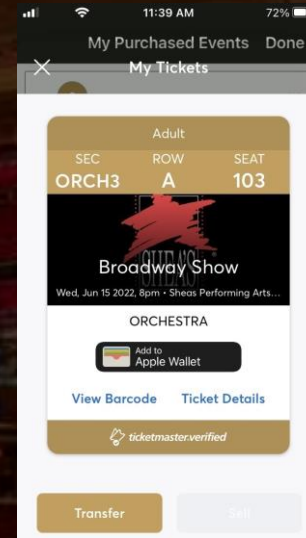 11:39 AM 72%
My Purchased Events Done
My Tickets
Adult
SEC ROW SEAT
ORCH3 A 103
SHEA'S
Broadway Show
Wed, Jun 15 2022, 8pm • Sheas Performing Arts...
ORCHESTRA
Add to
Apple Wallet
View Barcode Ticket Details
ticketmaster.verified
Transfer Sell